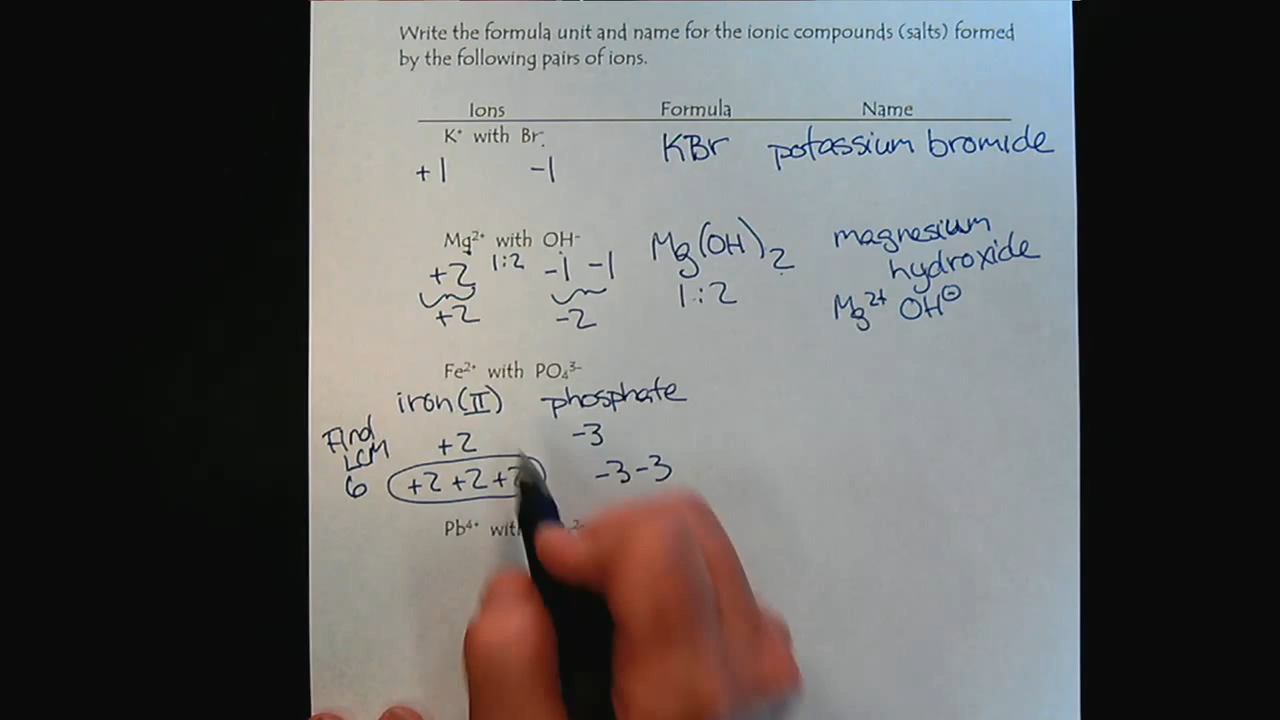 Write the formula unit and name for the ionic compounds (salts) formed
by the following pairs of ions.
Ions Formula Name
K⁺ with Br⁻ KBr potassium bromide
+1 -1
Mg²⁺ with OH⁻ Mg(OH)₂ magnesium
+2 1:2 -1 -1 hydroxide
+2 -2 1:2 Mg²⁺ OH⊖
Fe²⁺ with PO₄³⁻
iron(II) phosphate
Find +2 -3
LCM
6 +2 +2 +2 -3 -3
Pb⁴⁺ 2-